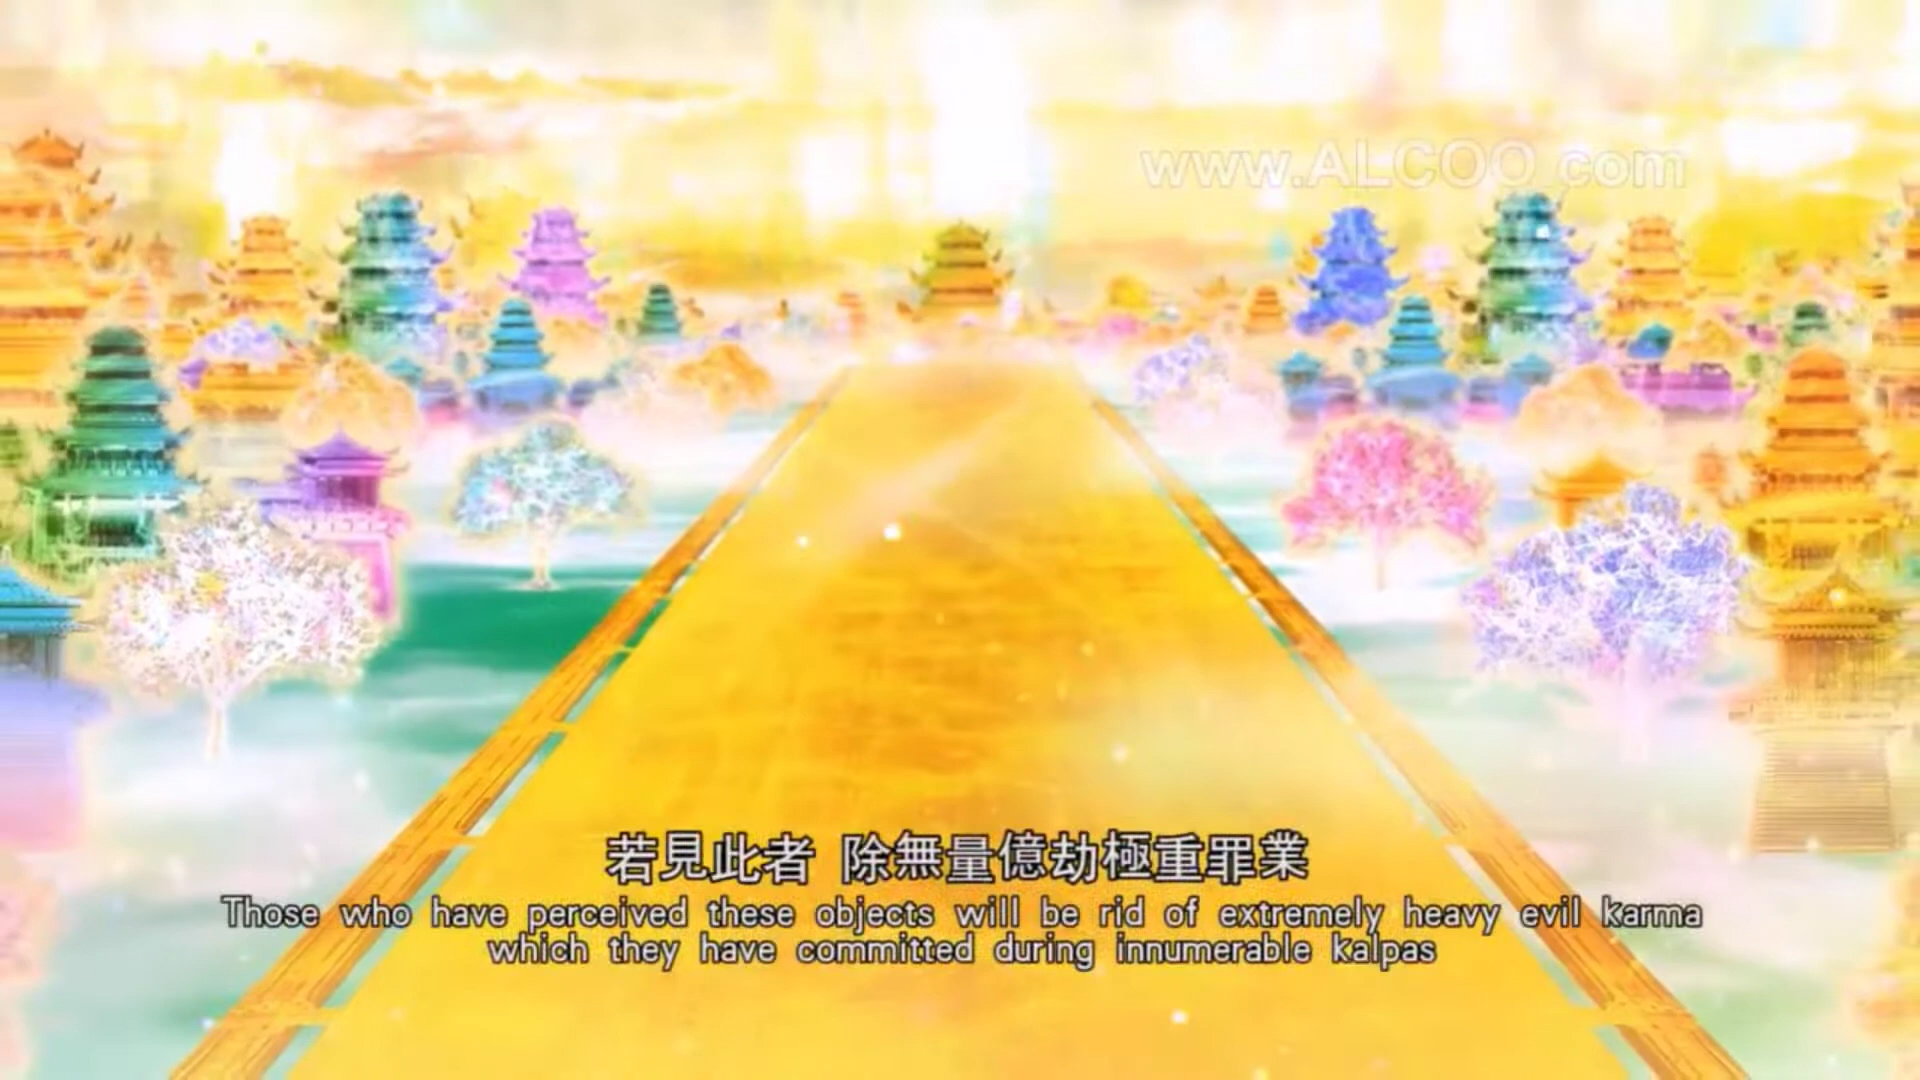 www.ALCOO.com
若見此者 除無量億劫極重罪業
Those who have perceived these objects will be rid of extremely heavy evil karma
which they have committed during innumerable kalpas